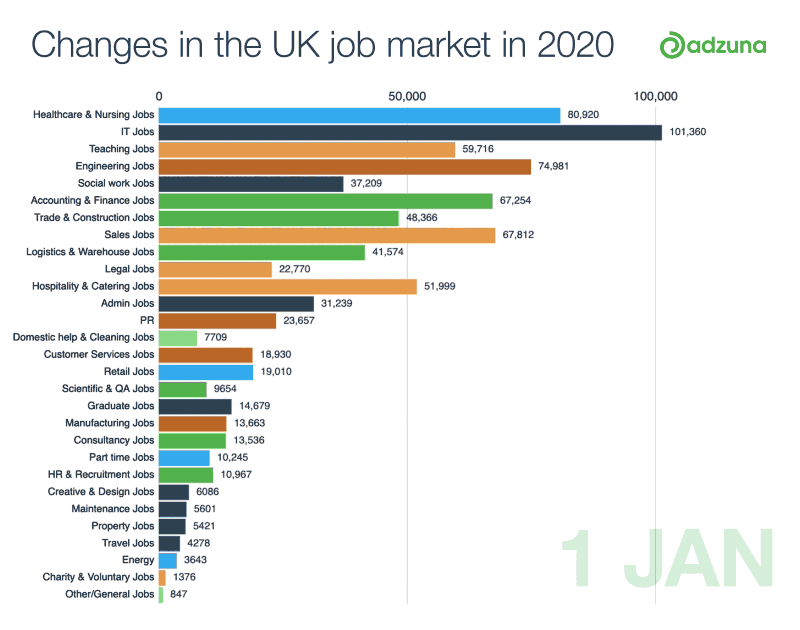 Changes in the UK job market in 2020
adzuna
0 50,000 100,000
Healthcare & Nursing Jobs 80,920
IT Jobs 101,360
Teaching Jobs 59,716
Engineering Jobs 74,981
Social work Jobs 37,209
Accounting & Finance Jobs 67,254
Trade & Construction Jobs 48,366
Sales Jobs 67,812
Logistics & Warehouse Jobs 41,574
Legal Jobs 22,770
Hospitality & Catering Jobs 51,999
Admin Jobs 31,239
PR 23,657
Domestic help & Cleaning Jobs 7709
Customer Services Jobs 18,930
Retail Jobs 19,010
Scientific & QA Jobs 9654
Graduate Jobs 14,679
Manufacturing Jobs 13,663
Consultancy Jobs 13,536
Part time Jobs 10,245
HR & Recruitment Jobs 10,967
Creative & Design Jobs 6086
Maintenance Jobs 5601
Property Jobs 5421
Travel Jobs 4278
Energy 3643
Charity & Voluntary Jobs 1376
Other/General Jobs 847
1 JAN